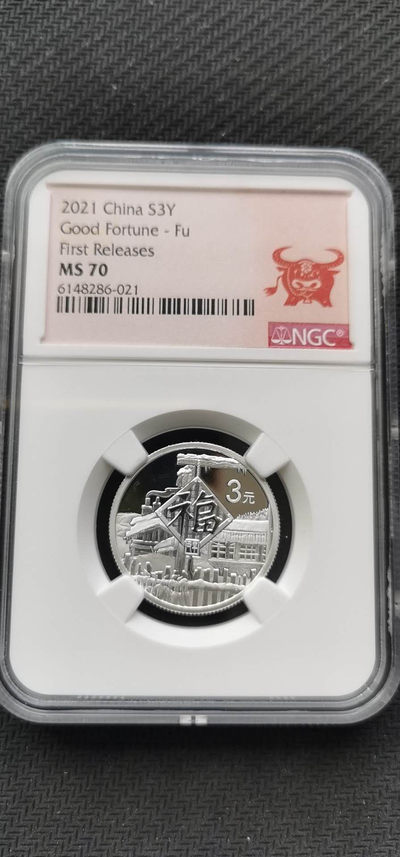 2021 China S3Y
Good Fortune - Fu
First Releases
MS 70
6148286-021
NGC®
3元
福